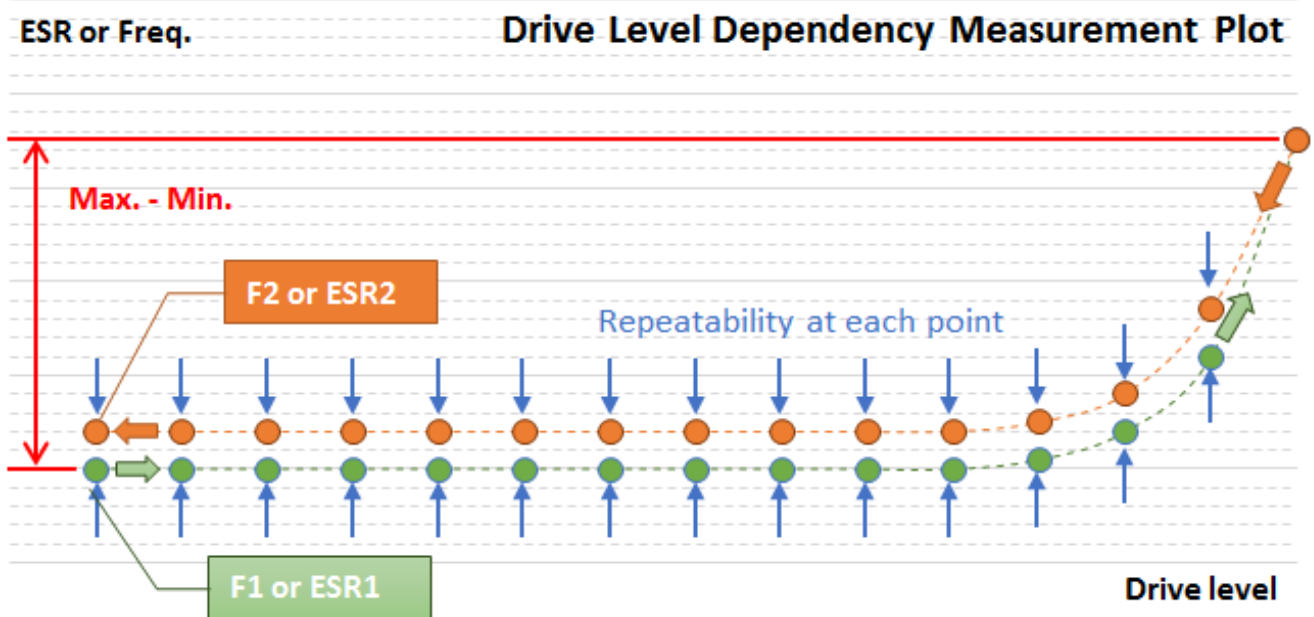 ESR or Freq.
Drive Level Dependency Measurement Plot
Max. - Min.
F2 or ESR2
Repeatability at each point
F1 or ESR1
Drive level